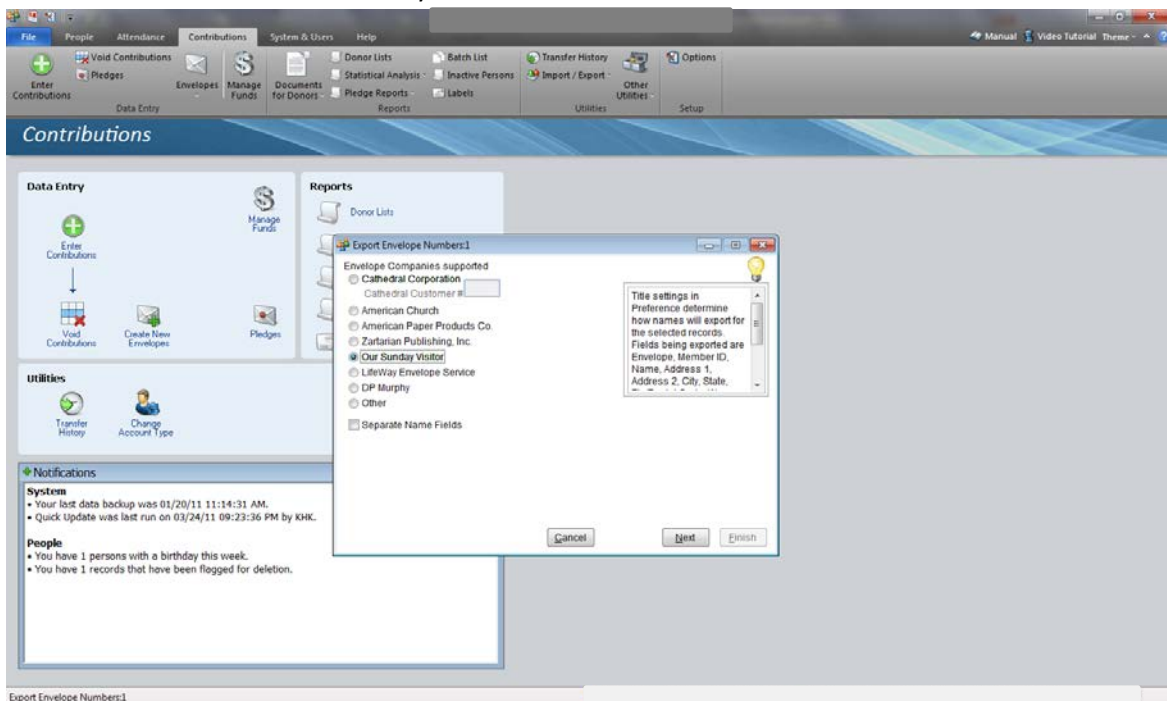 File People Attendance Contributions System & Users Help Manual Video Tutorial Theme
Void Contributions
Pledges
Enter Contributions
Envelopes
Manage Funds
Documents for Donors
Donor Lists
Statistical Analysis
Pledge Reports
Batch List
Inactive Persons
Labels
Transfer History
Import / Export
Other Utilities
Options
Data Entry Reports Utilities Setup
Contributions
Data Entry
Manage
Funds
Enter
Contributions
Void
Contributions
Create New
Envelopes
Pledges
Reports
Donor Lists
Utilities
Transfer
History
Change
Account Type
Notifications
System
• Your last data backup was 01/20/11 11:14:31 AM.
• Quick Update was last run on 03/24/11 09:23:36 PM by KHK.
People
• You have 1 persons with a birthday this week.
• You have 1 records that have been flagged for deletion.
Export Envelope Numbers:1
Envelope Companies supported
Cathedral Corporation
Cathedral Customer #
American Church
American Paper Products Co.
Zartarian Publishing, Inc.
Our Sunday Visitor
LifeWay Envelope Service
DP Murphy
Other
Separate Name Fields
Title settings in
Preference determine
how names will export for
the selected records.
Fields being exported are
Envelope, Member ID,
Name, Address 1,
Address 2, City, State,
Cancel Next Finish
Export Envelope Numbers:1